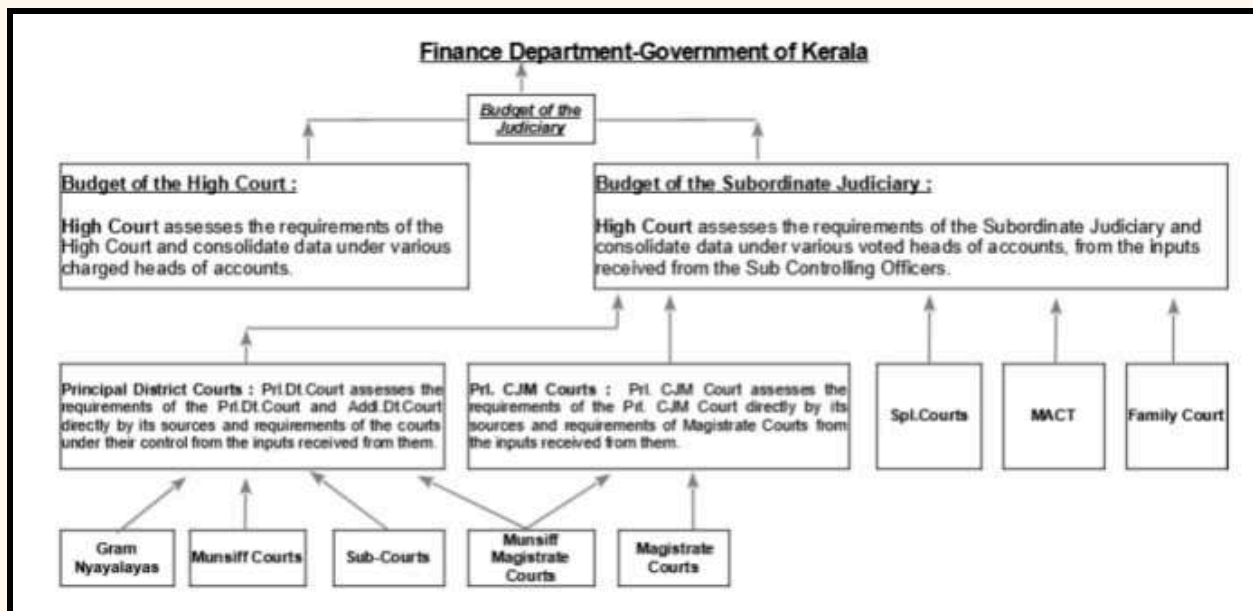 Finance Department-Government of Kerala
Budget of the
Judiciary
Budget of the High Court :
High Court assesses the requirements of the
High Court and consolidate data under various
charged heads of accounts.
Budget of the Subordinate Judiciary :
High Court assesses the requirements of the Subordinate Judiciary and
consolidate data under various voted heads of accounts, from the inputs
received from the Sub Controlling Officers.
Principal District Courts : Prl.Dt.Court assesses the
requirements of the Prl.Dt.Court and Addl.Dt.Court
directly by its sources and requirements of the courts
under their control from the inputs received from them.
Prl. CJM Courts : Prl. CJM Court assesses the
requirements of the Prl. CJM Court directly by its
sources and requirements of Magistrate Courts from
the inputs received from them.
Spl.Courts
MACT
Family Court
Gram
Nyayalayas
Munsiff Courts
Sub-Courts
Munsiff
Magistrate
Courts
Magistrate
Courts